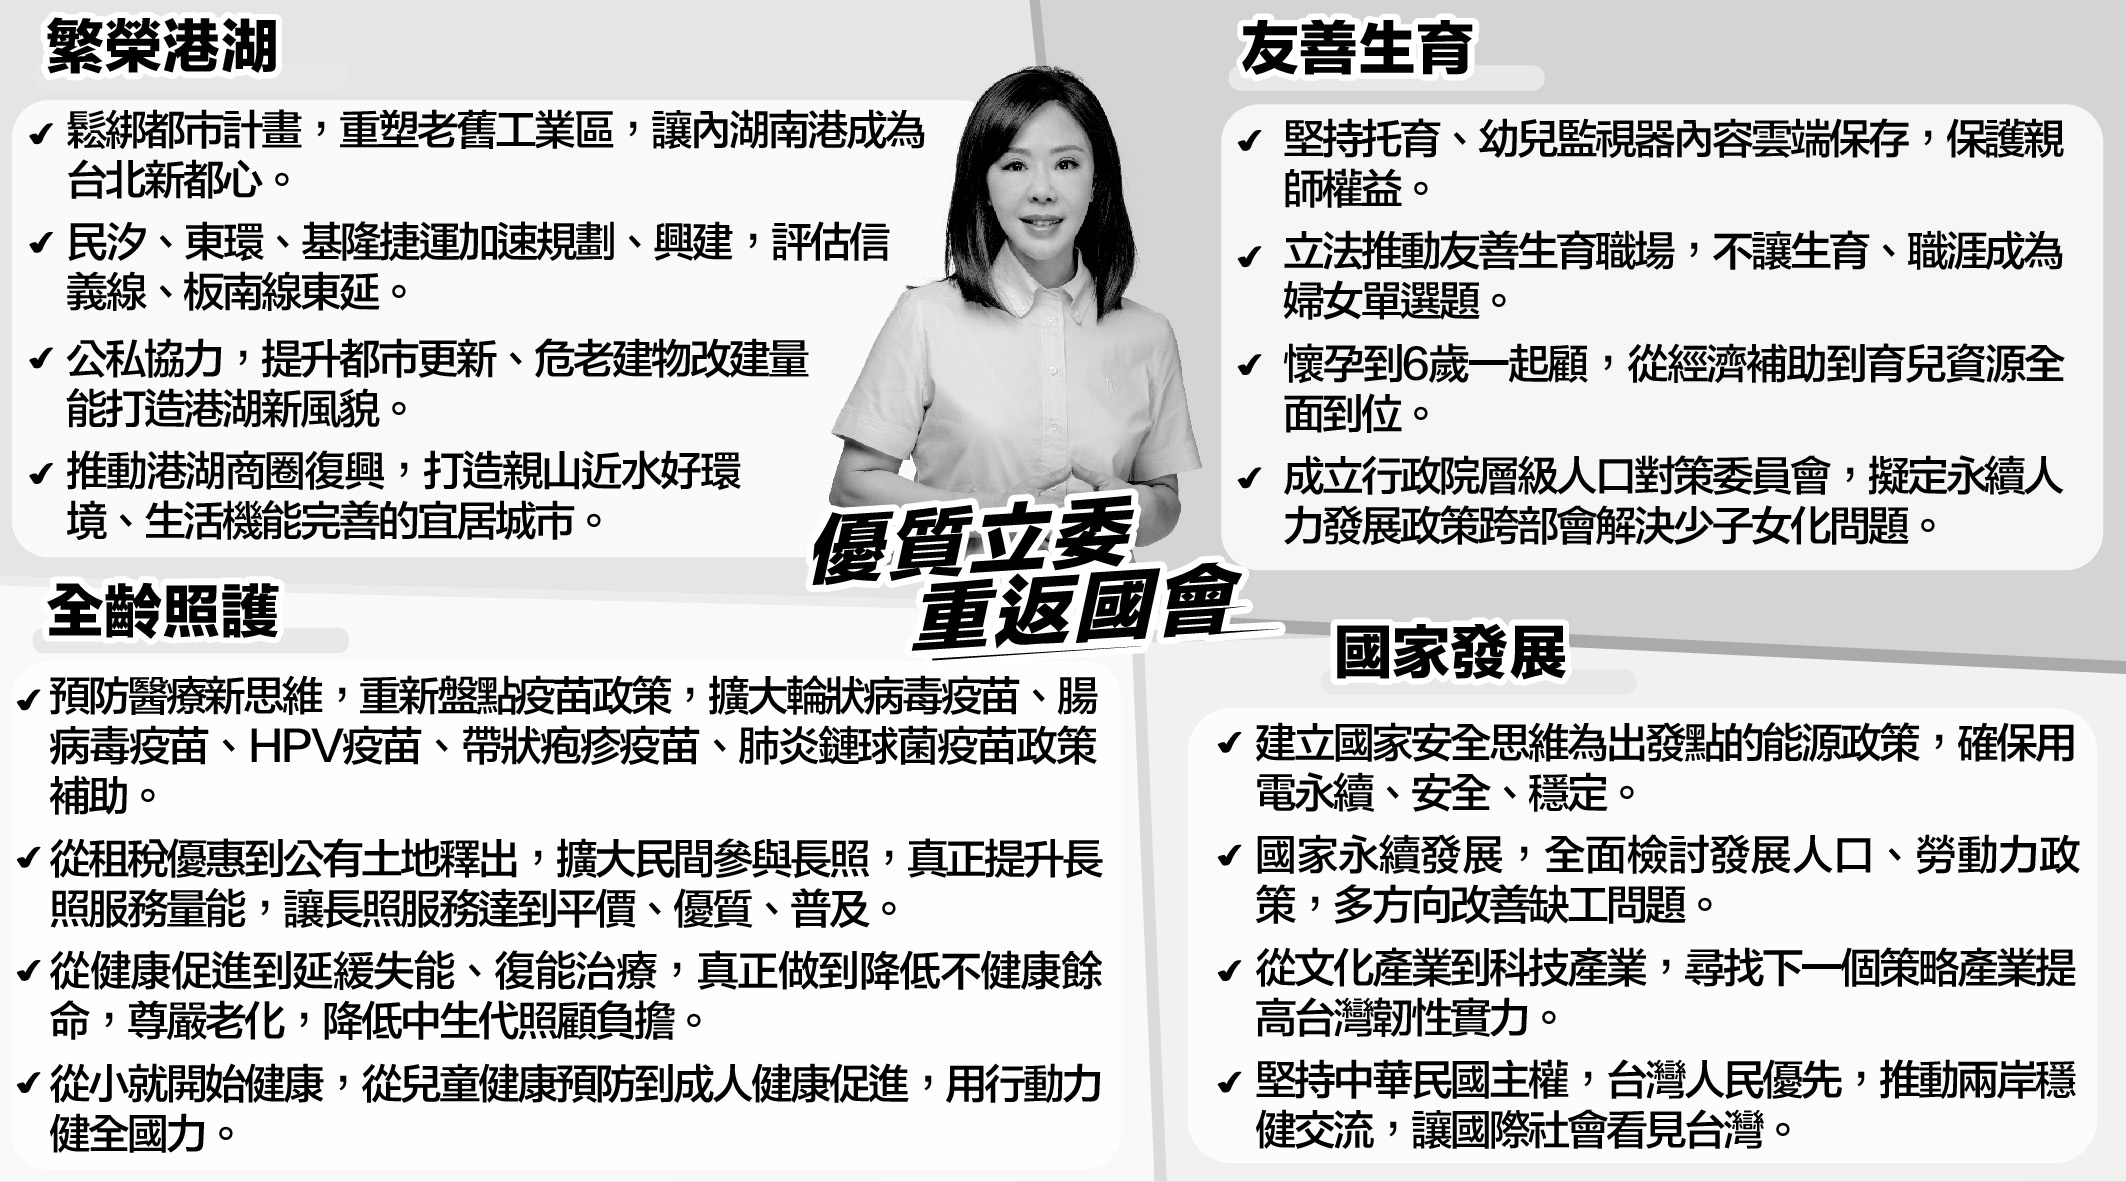 繁榮港湖
✔ 鬆綁都市計畫，重塑老舊工業區，讓內湖南港成為
台北新都心。
✔ 民汐、東環、基隆捷運加速規劃、興建，評估信
義線、板南線東延。
✔ 公私協力，提升都市更新、危老建物改建量
能打造港湖新風貌。
✔ 推動港湖商圈復興，打造親山近水好環
境、生活機能完善的宜居城市。
友善生育
✔ 堅持托育、幼兒監視器內容雲端保存，保護親
師權益。
✔ 立法推動友善生育職場，不讓生育、職涯成為
婦女單選題。
✔ 懷孕到6歲一起顧，從經濟補助到育兒資源全
面到位。
✔ 成立行政院層級人口對策委員會，擬定永續人
力發展政策跨部會解決少子女化問題。
優質立委
重返國會
全齡照護
✔ 預防醫療新思維，重新盤點疫苗政策，擴大輪狀病毒疫苗、腸
病毒疫苗、HPV疫苗、帶狀疱疹疫苗、肺炎鏈球菌疫苗政策
補助。
✔ 從租稅優惠到公有土地釋出，擴大民間參與長照，真正提升長
照服務量能，讓長照服務達到平價、優質、普及。
✔ 從健康促進到延緩失能、復能治療，真正做到降低不健康餘
命，尊嚴老化，降低中生代照顧負擔。
✔ 從小就開始健康，從兒童健康預防到成人健康促進，用行動力
健全國力。
國家發展
✔ 建立國家安全思維為出發點的能源政策，確保用
電永續、安全、穩定。
✔ 國家永續發展，全面檢討發展人口、勞動力政
策，多方向改善缺工問題。
✔ 從文化產業到科技產業，尋找下一個策略產業提
高台灣韌性實力。
✔ 堅持中華民國主權，台灣人民優先，推動兩岸穩
健交流，讓國際社會看見台灣。